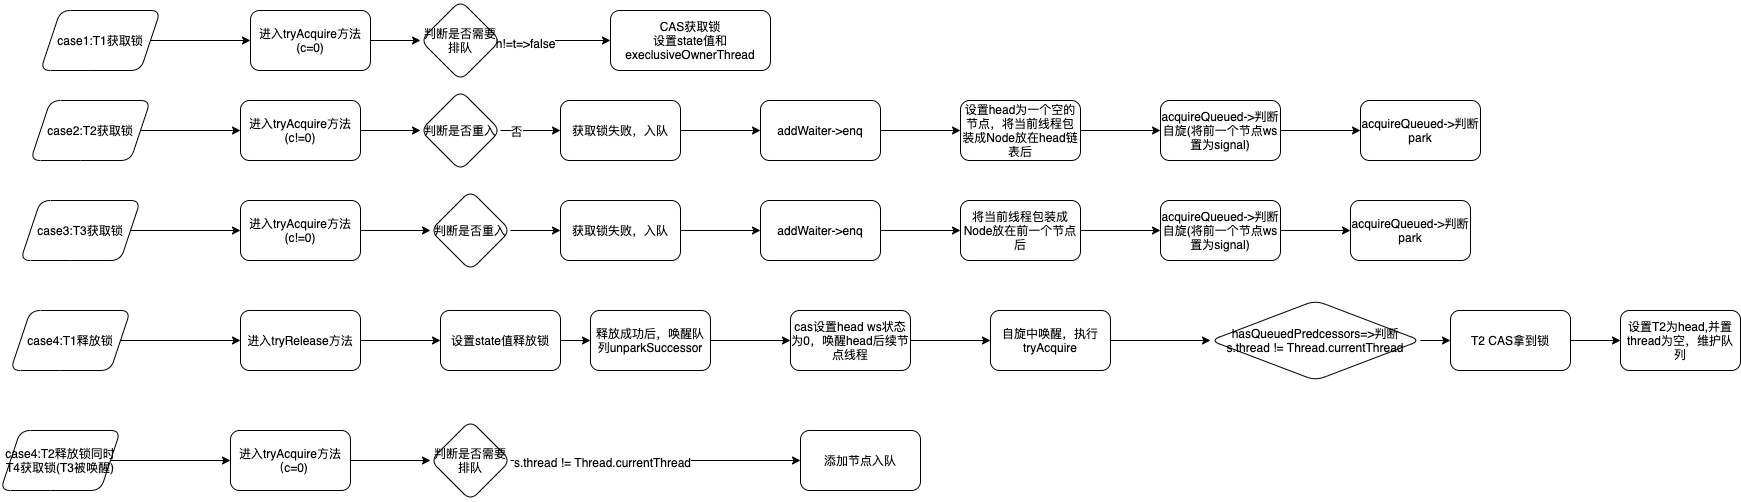 case1:T1获取锁
进入tryAcquire方法
(c=0)
判断是否需要
排队
h!=t=>false
CAS获取锁
设置state值和
execlusiveOwnerThread
case2:T2获取锁
进入tryAcquire方法
(c!=0)
判断是否重入
否
获取锁失败，入队
addWaiter->enq
设置head为一个空的
节点，将当前线程包
装成Node放在head链
表后
acquireQueued->判断
自旋(将前一个节点ws
置为signal)
acquireQueued->判断
park
case3:T3获取锁
进入tryAcquire方法
(c!=0)
判断是否重入
获取锁失败，入队
addWaiter->enq
将当前线程包装成
Node放在前一个节点
后
acquireQueued->判断
自旋(将前一个节点ws
置为signal)
acquireQueued->判断
park
case4:T1释放锁
进入tryRelease方法
设置state值释放锁
释放成功后，唤醒队
列unparkSuccessor
cas设置head ws状态
为0，唤醒head后续节
点线程
自旋中唤醒，执行
tryAcquire
hasQueuedPredcessors=>判断
s.thread != Thread.currentThread
T2 CAS拿到锁
设置T2为head,并置
thread为空，维护队
列
case4:T2释放锁同时
T4获取锁(T3被唤醒)
进入tryAcquire方法
(c=0)
判断是否需要
排队
s.thread != Thread.currentThread
添加节点入队